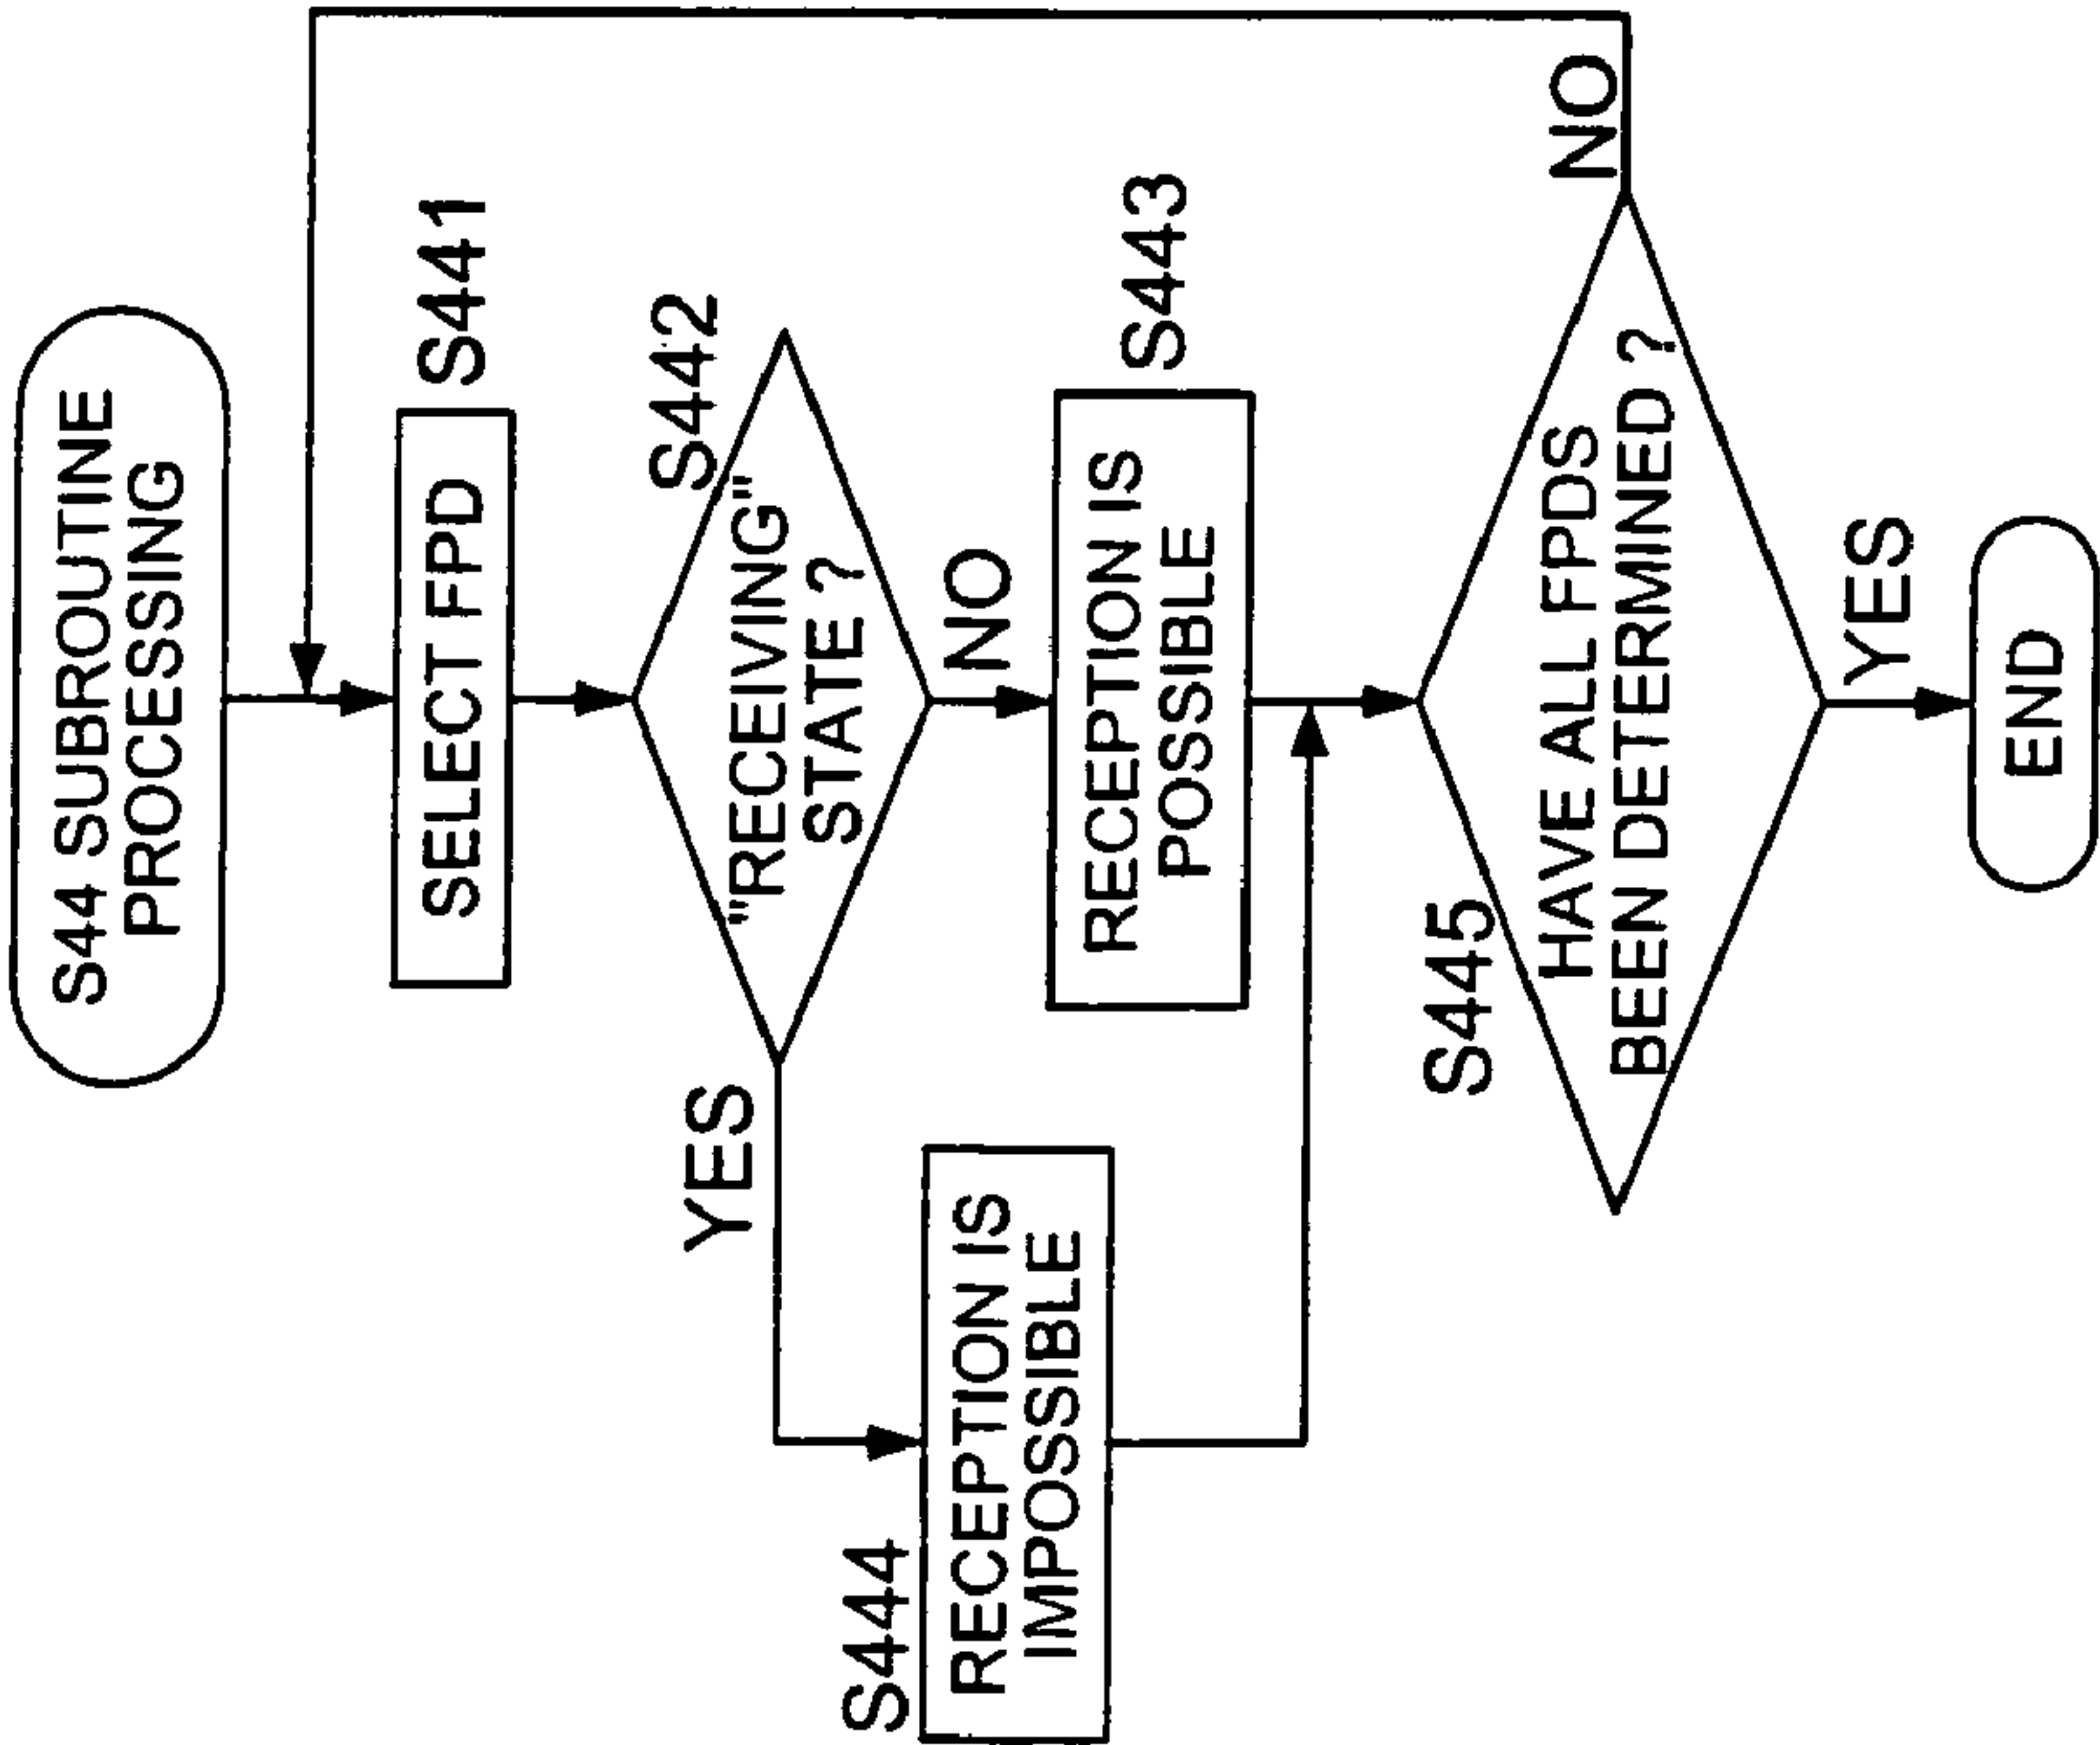 S44 SUBROUTINE
PROCESSING
S441
SELECT FPD
S442
"RECEIVING"
STATE ?
YES
NO
S444
RECEPTION IS
IMPOSSIBLE
S443
RECEPTION IS
POSSIBLE
S445
HAVE ALL FPDS
BEEN DETERMINED ?
NO
YES
END